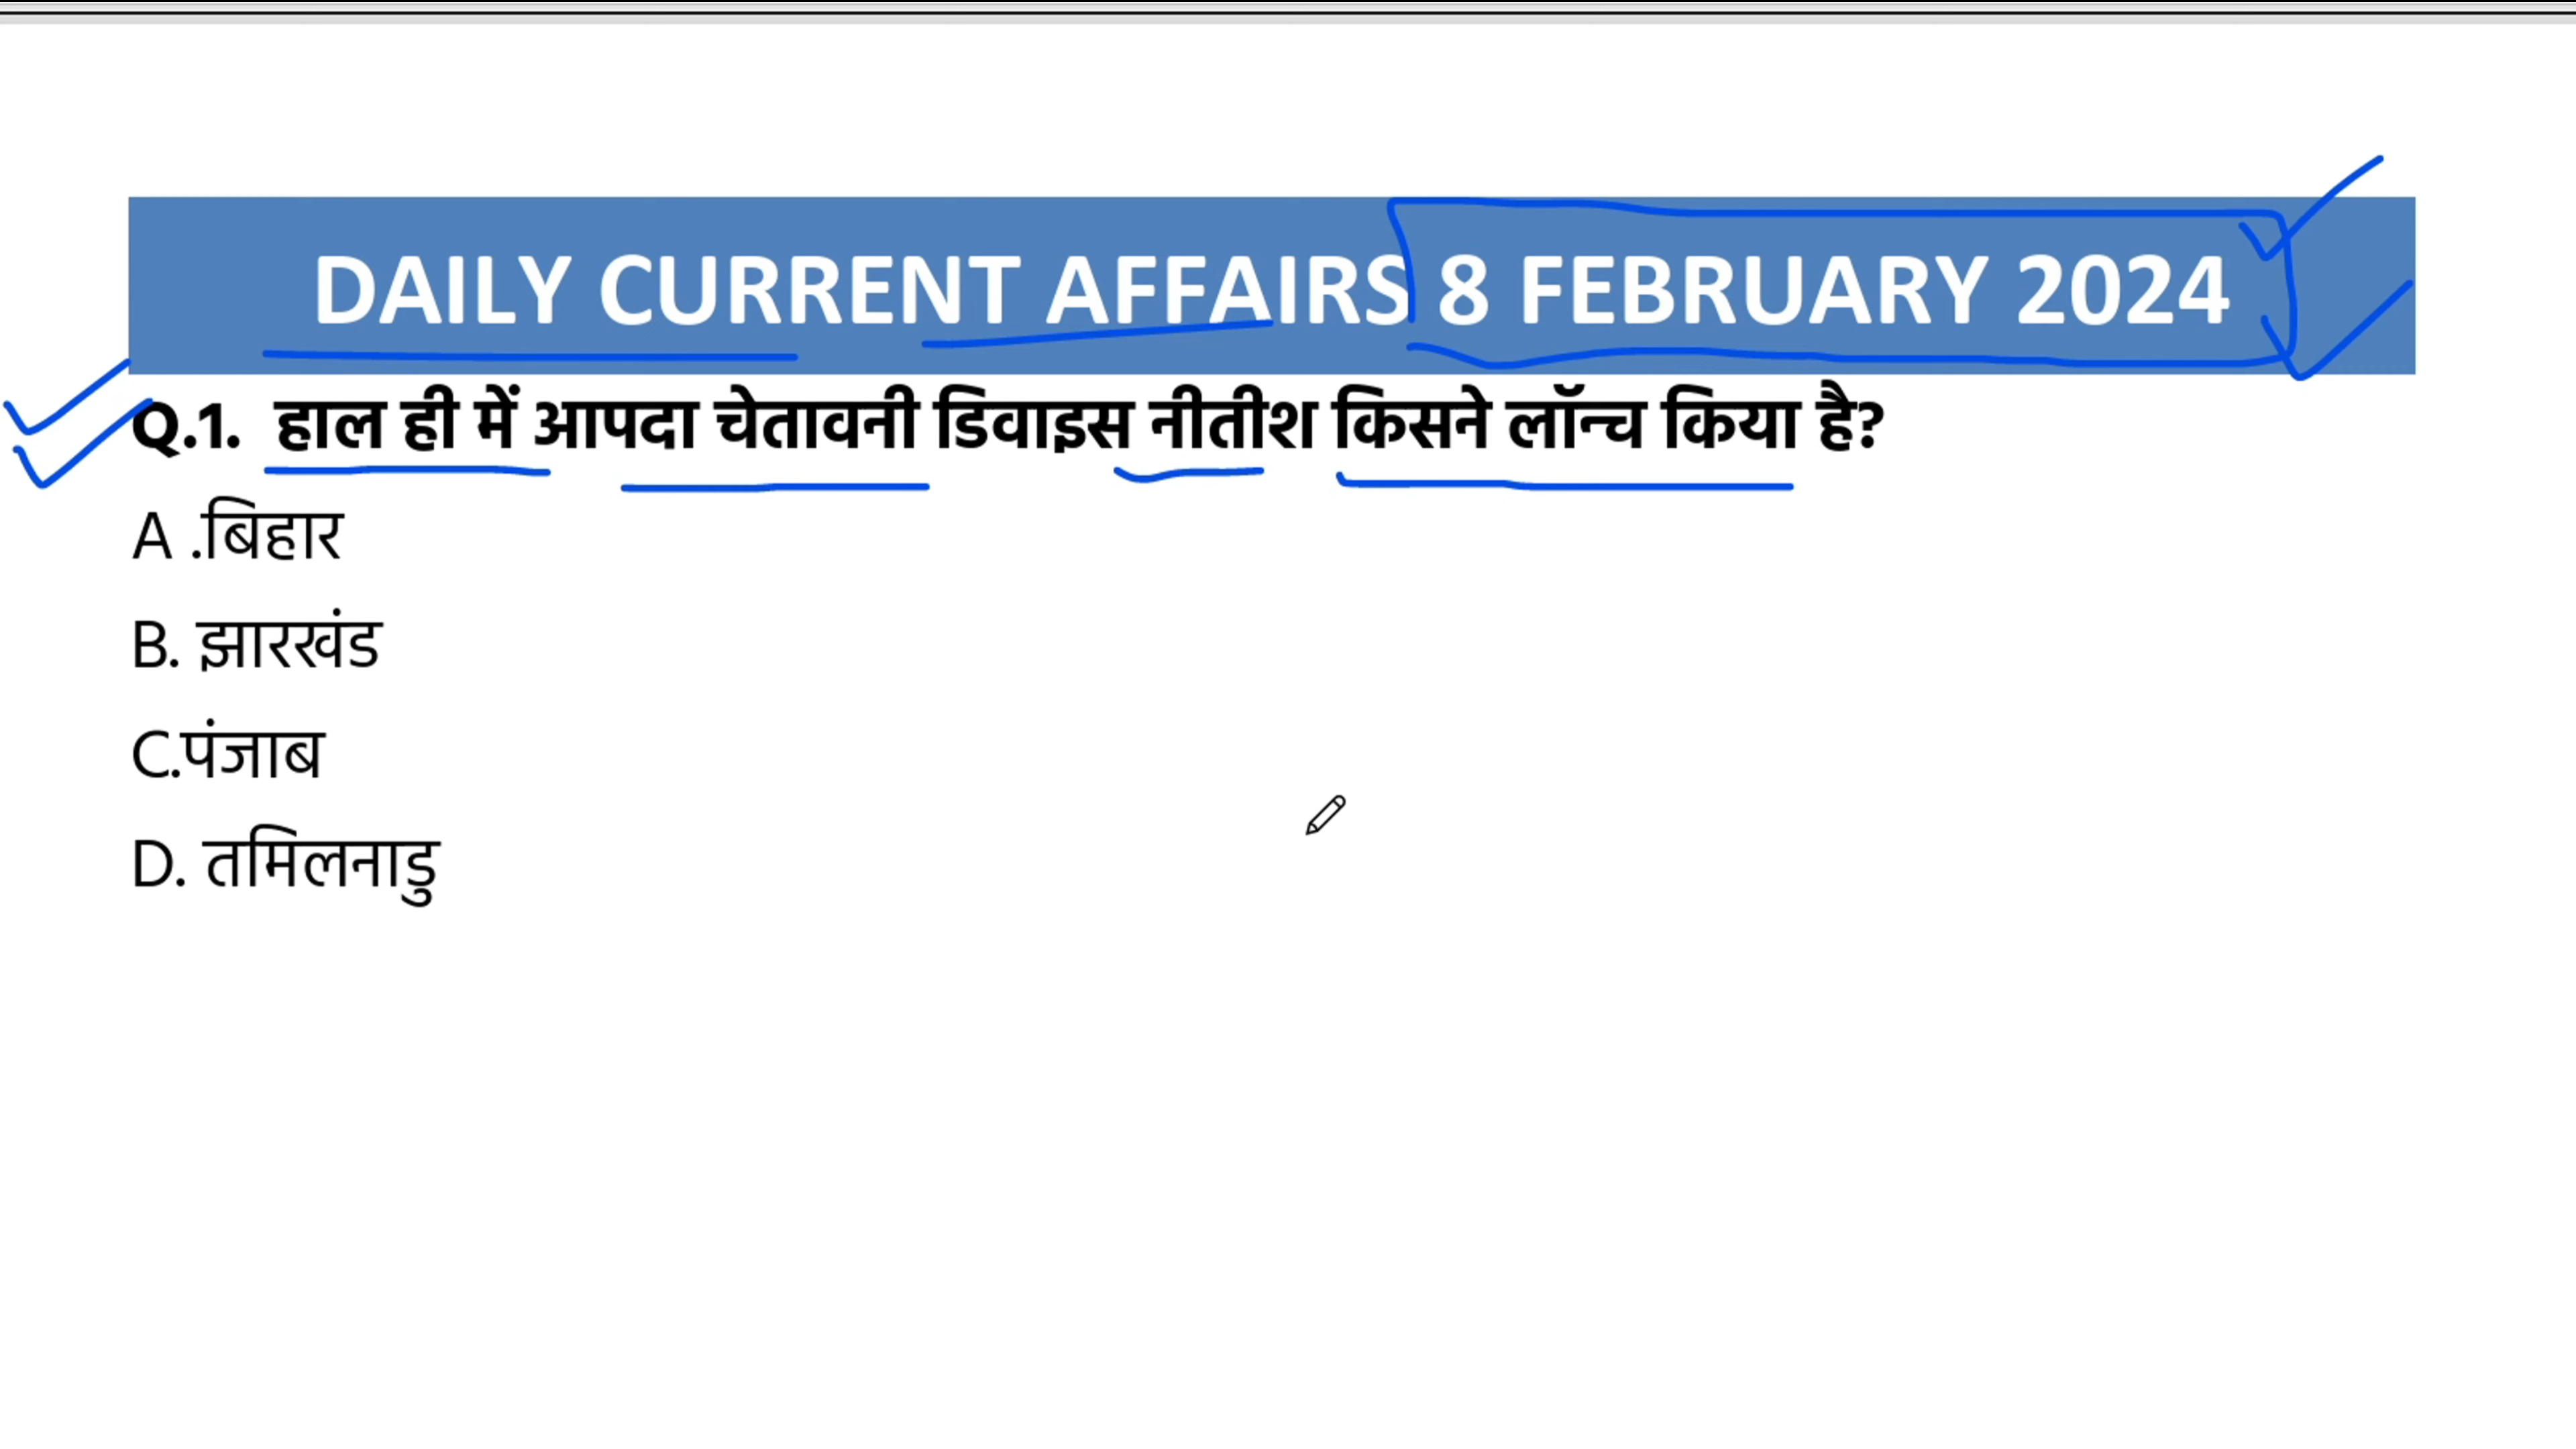 DAILY CURRENT AFFAIRS 8 FEBRUARY 2024
Q.1. हाल ही में आपदा चेतावनी डिवाइस नीतीश किसने लॉन्च किया है?
A .बिहार
B. झारखंड
C.पंजाब
D. तमिलनाडु